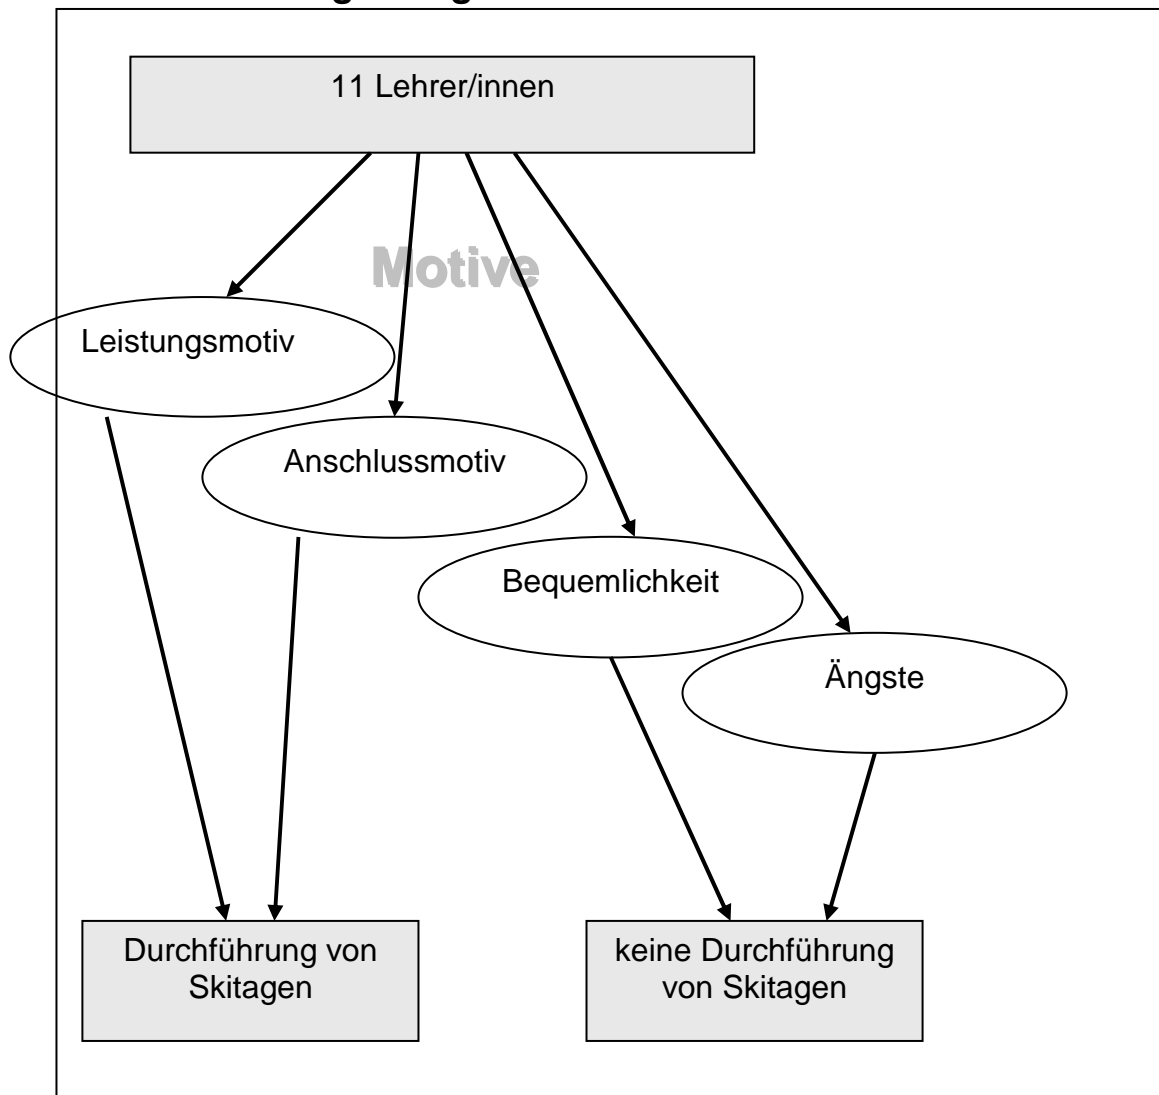 11 Lehrer/innen
Motive
Leistungsmotiv
Anschlussmotiv
Bequemlichkeit
Ängste
Durchführung von
Skitagen
keine Durchführung
von Skitagen